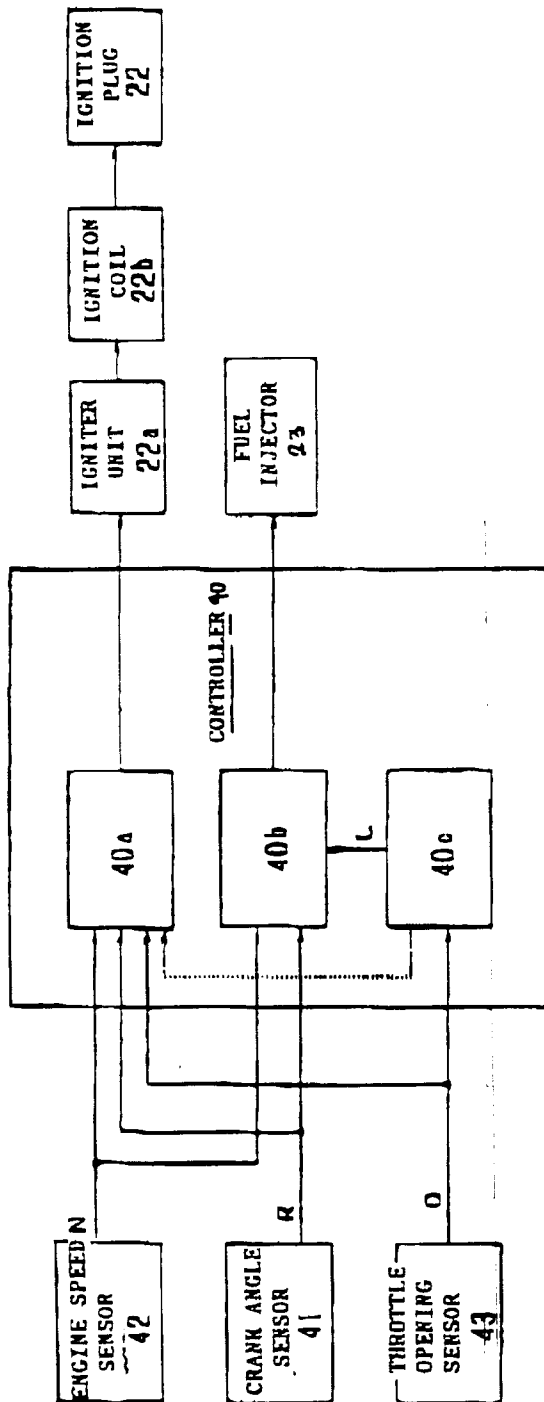 ENGINE SPEED N
SENSOR
42
CRANK ANGLE
SENSOR
41
R
THROTTLE
OPENING
SENSOR
43
O
40a
40b
L
40c
CONTROLLER 40
IGNITER
UNIT
22a
IGNITION
COIL
22b
IGNITION
PLUG
22
FUEL
INJECTOR
23